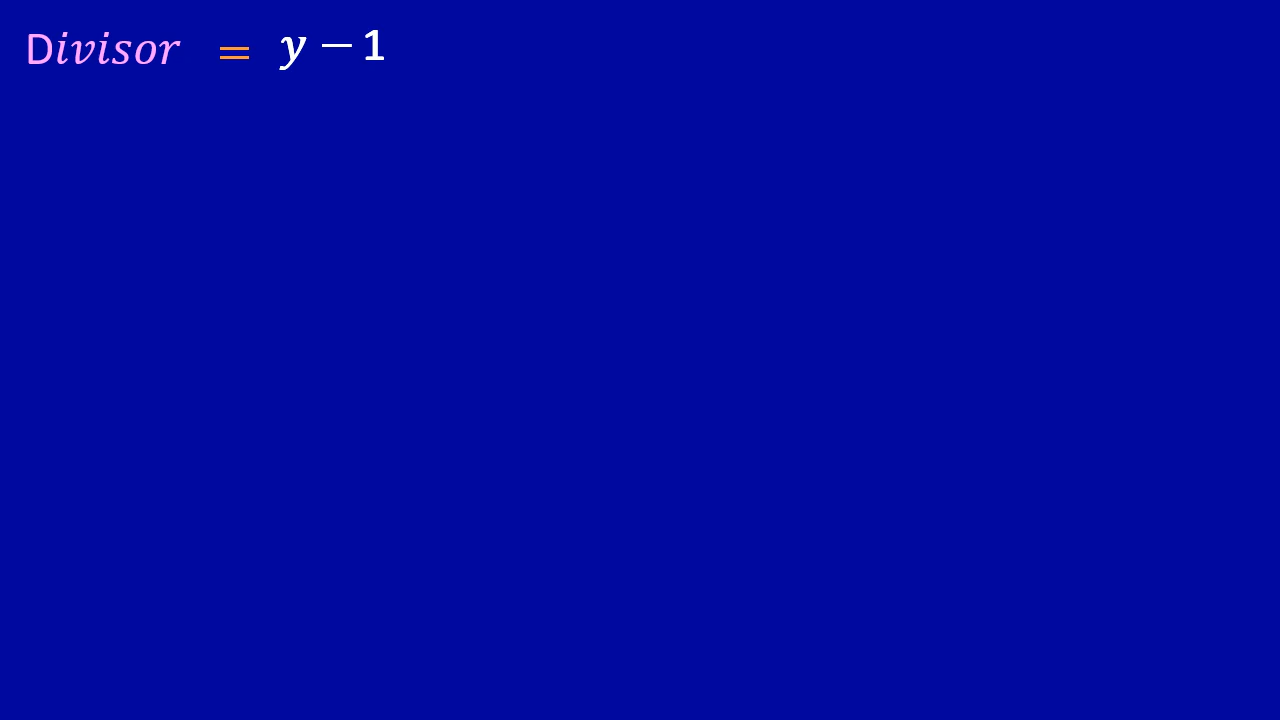 Divisor = y − 1